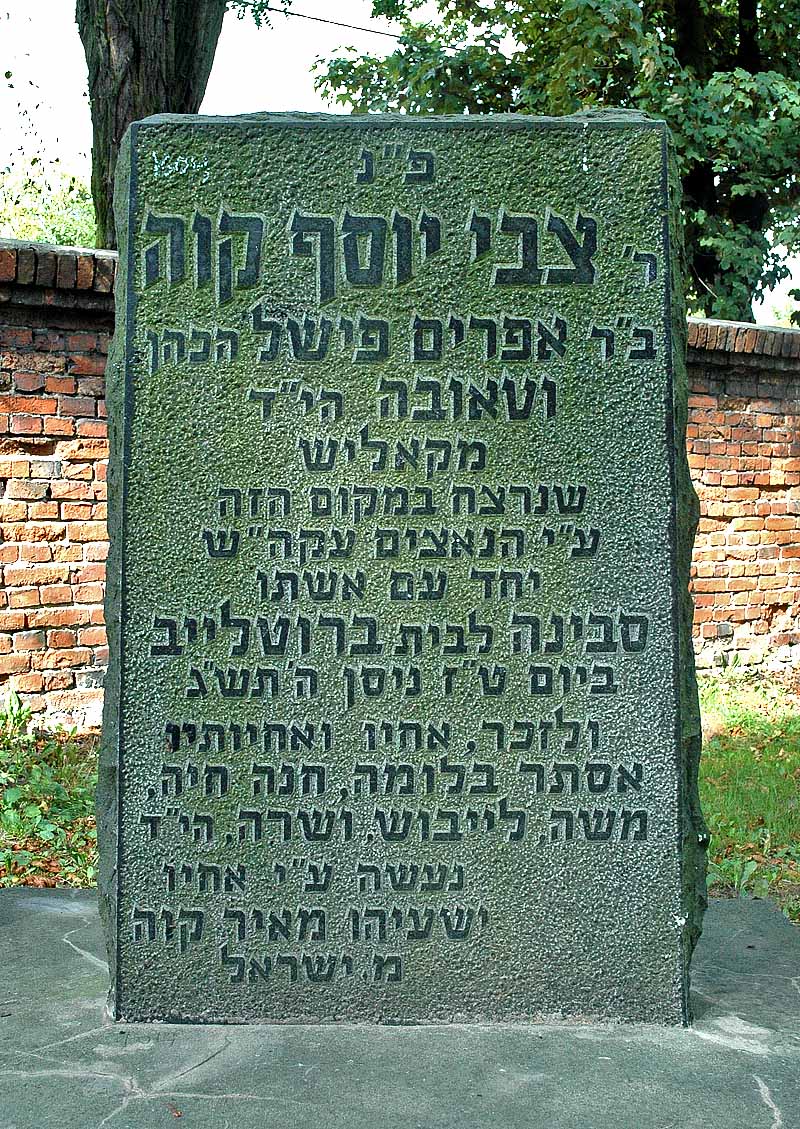 פ״נ
ר׳ צבי יוסף קוה
ב״ר אפרים פישל הכהן
וטאובה הי״ד
מקאליש
שנרצח במקום הזה
ע״י הנאצים עקה״ש
יחד עם אשתו
סבינה לבית ברוטלייב
ביום ט״ז ניסן ה׳תש״ג
ולזכר, אחיו ואחיותיו
אסתר בלומה, חנה חיה,
משה, לייבוש, ושרה, הי״ד
נעשה ע״י אחיו
ישעיהו מאיר קוה
מ. ישראל